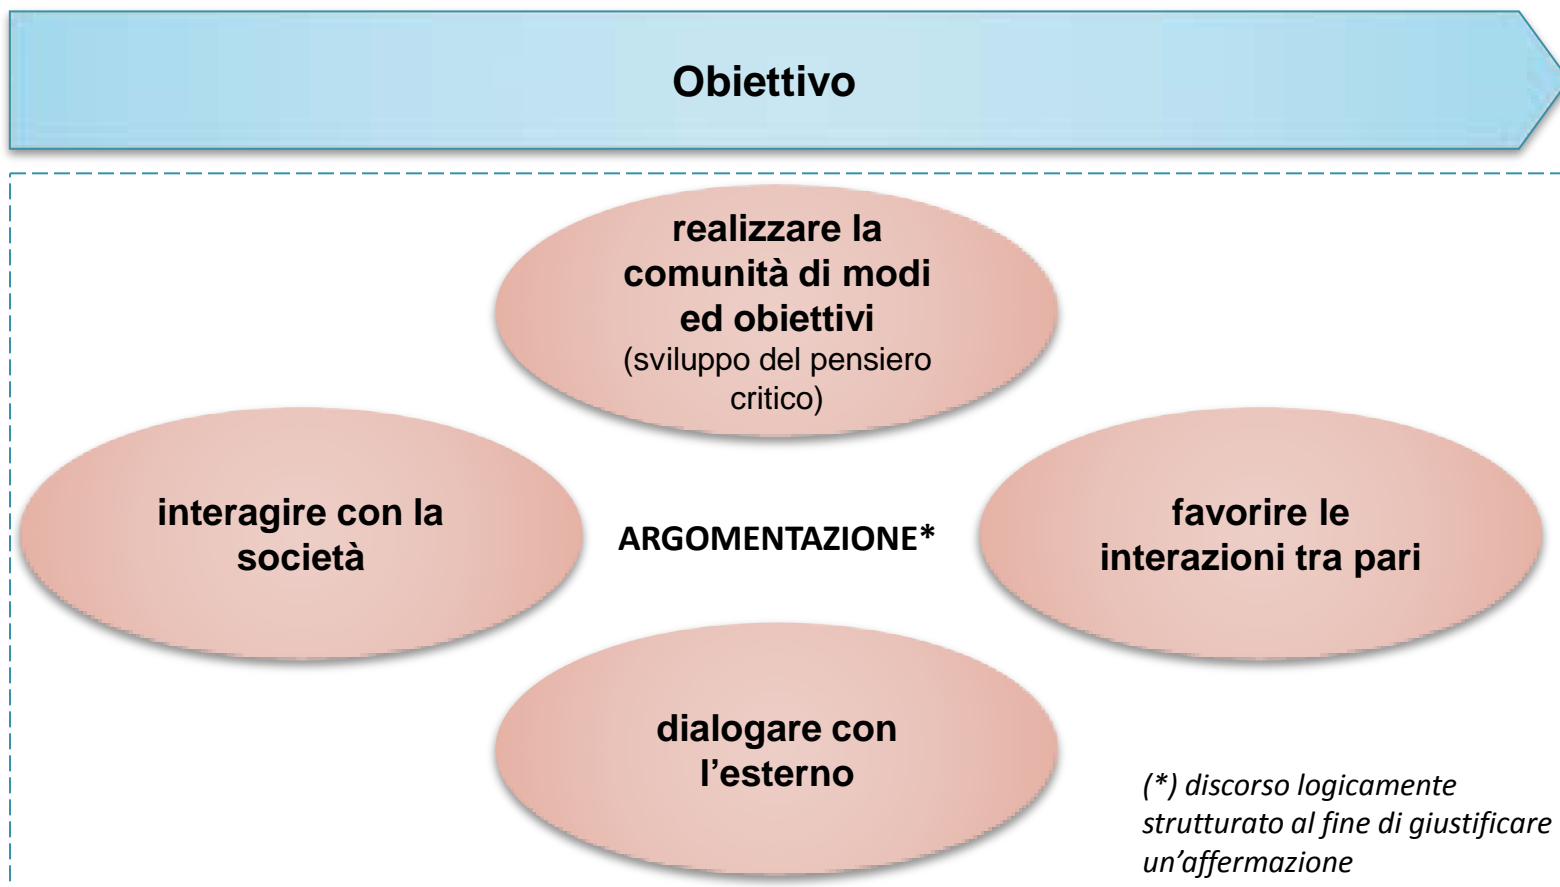 Obiettivo
realizzare la
comunità di modi
ed obiettivi
(sviluppo del pensiero
critico)
interagire con la
società
ARGOMENTAZIONE*
favorire le
interazioni tra pari
dialogare con
l’esterno
(*) discorso logicamente
strutturato al fine di giustificare
un’affermazione